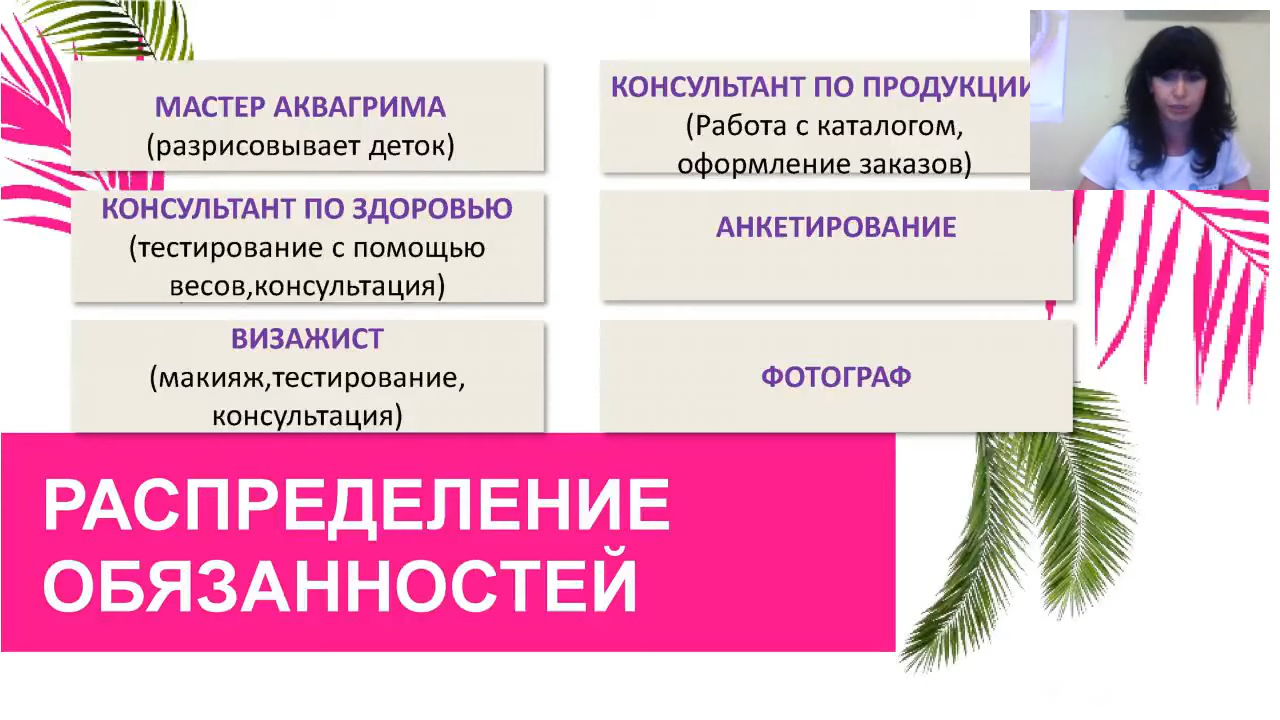 МАСТЕР АКВАГРИМА
(разрисовывает деток)
КОНСУЛЬТАНТ ПО ЗДОРОВЬЮ
(тестирование с помощью
весов,консультация)
ВИЗАЖИСТ
(макияж,тестирование,
консультация)
КОНСУЛЬТАНТ ПО ПРОДУКЦИИ
(Работа с каталогом,
оформление заказов)
АНКЕТИРОВАНИЕ
ФОТОГРАФ
РАСПРЕДЕЛЕНИЕ
ОБЯЗАННОСТЕЙ